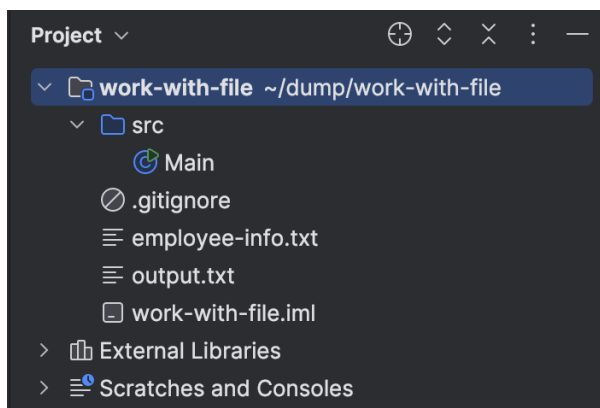 Project
work-with-file ~/dump/work-with-file
src
Main
.gitignore
employee-info.txt
output.txt
work-with-file.iml
External Libraries
Scratches and Consoles